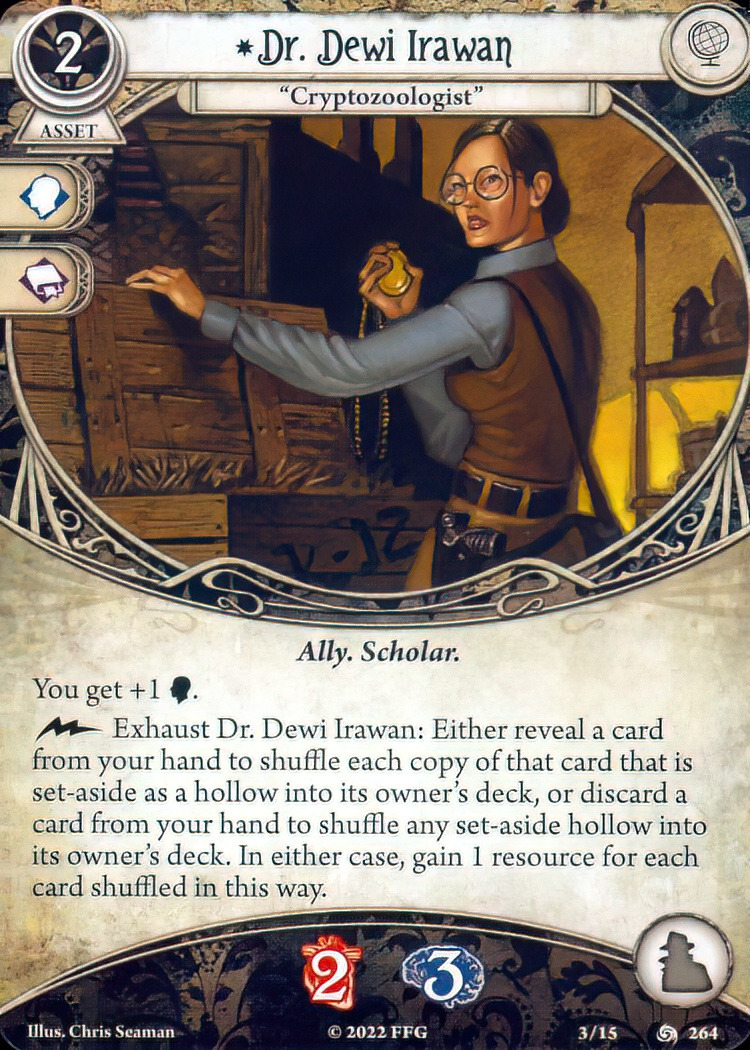 2
Dr. Dewi Irawan
“Cryptozoologist”
ASSET
v.12
Ally. Scholar.
You get +1 .
Exhaust Dr. Dewi Irawan: Either reveal a card
from your hand to shuffle each copy of that card that is
set-aside as a hollow into its owner’s deck, or discard a
card from your hand to shuffle any set-aside hollow into
its owner’s deck. In either case, gain 1 resource for each
card shuffled in this way.
2 3
Illus. Chris Seaman © 2022 FFG 3/15 264